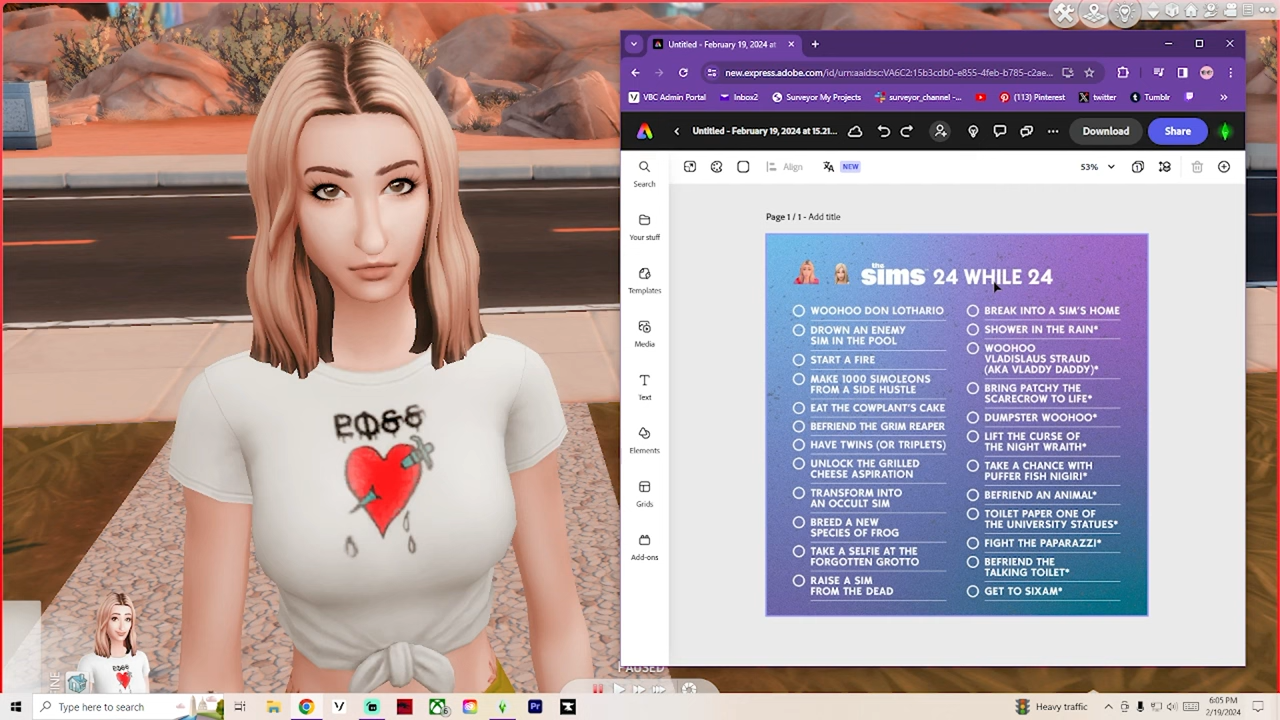 Untitled - February 19, 2024 at
new.express.adobe.com/id/urn:aaid:sc:VA6C2:15b3cdb0-e855-4feb-b785-c2ae...
VBC Admin Portal
Inbox2
Surveyor My Projects
surveyor_channel -...
(113) Pinterest
twitter
Tumblr
Untitled - February 19, 2024 at 15.21...
Download
Share
Align
NEW
53%
Search
Your stuff
Templates
Media
Text
Elements
Grids
Add-ons
Page 1 / 1 - Add title
the sims 24 WHILE 24
WOOHOO DON LOTHARIO
DROWN AN ENEMY
SIM IN THE POOL
START A FIRE
MAKE 1000 SIMOLEONS
FROM A SIDE HUSTLE
EAT THE COWPLANT'S CAKE
BEFRIEND THE GRIM REAPER
HAVE TWINS (OR TRIPLETS)
UNLOCK THE GRILLED
CHEESE ASPIRATION
TRANSFORM INTO
AN OCCULT SIM
BREED A NEW
SPECIES OF FROG
TAKE A SELFIE AT THE
FORGOTTEN GROTTO
RAISE A SIM
FROM THE DEAD
BREAK INTO A SIM'S HOME
SHOWER IN THE RAIN*
WOOHOO
VLADISLAUS STRAUD
(AKA VLADDY DADDY)*
BRING PATCHY THE
SCARECROW TO LIFE*
DUMPSTER WOOHOO*
LIFT THE CURSE OF
THE NIGHT WRAITH*
TAKE A CHANCE WITH
PUFFER FISH NIGIRI*
BEFRIEND AN ANIMAL*
TOILET PAPER ONE OF
THE UNIVERSITY STATUES*
FIGHT THE PAPARAZZI*
BEFRIEND THE
TALKING TOILET*
GET TO SIXAM*
PAUSED
Type here to search
Heavy traffic
6:05 PM
2/19/2024